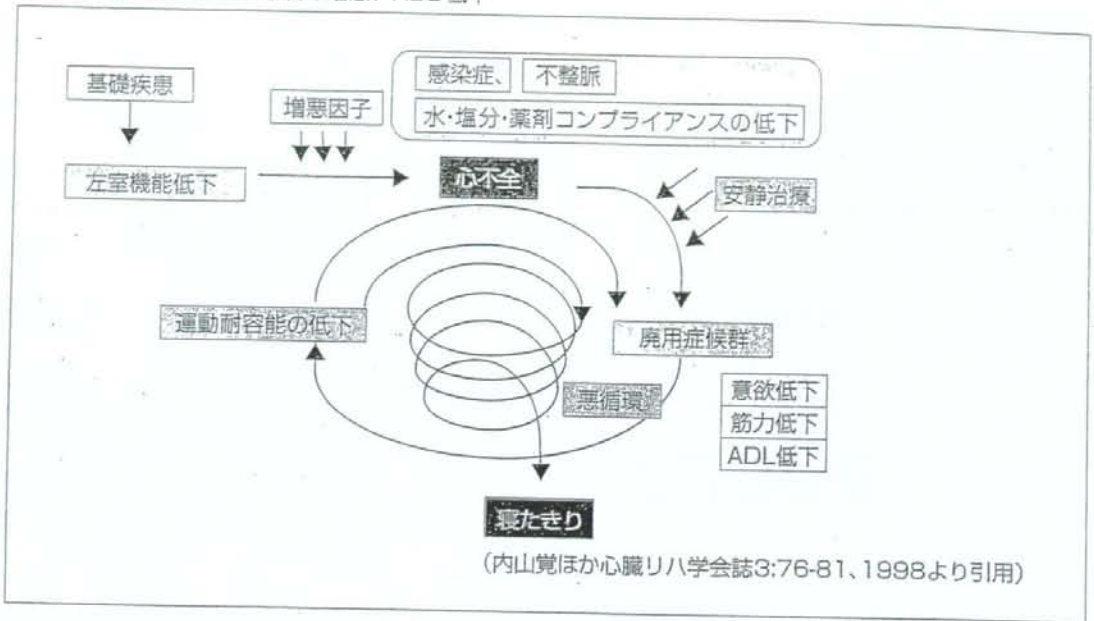 基礎疾患
増悪因子
感染症、 不整脈
水・塩分・薬剤コンプライアンスの低下
左室機能低下
心不全
安静治療
運動耐容能の低下
廃用症候群
悪循環
意欲低下
筋力低下
ADL低下
寝たきり
（内山覚ほか心臓リハ学会誌3:76-81、1998より引用）